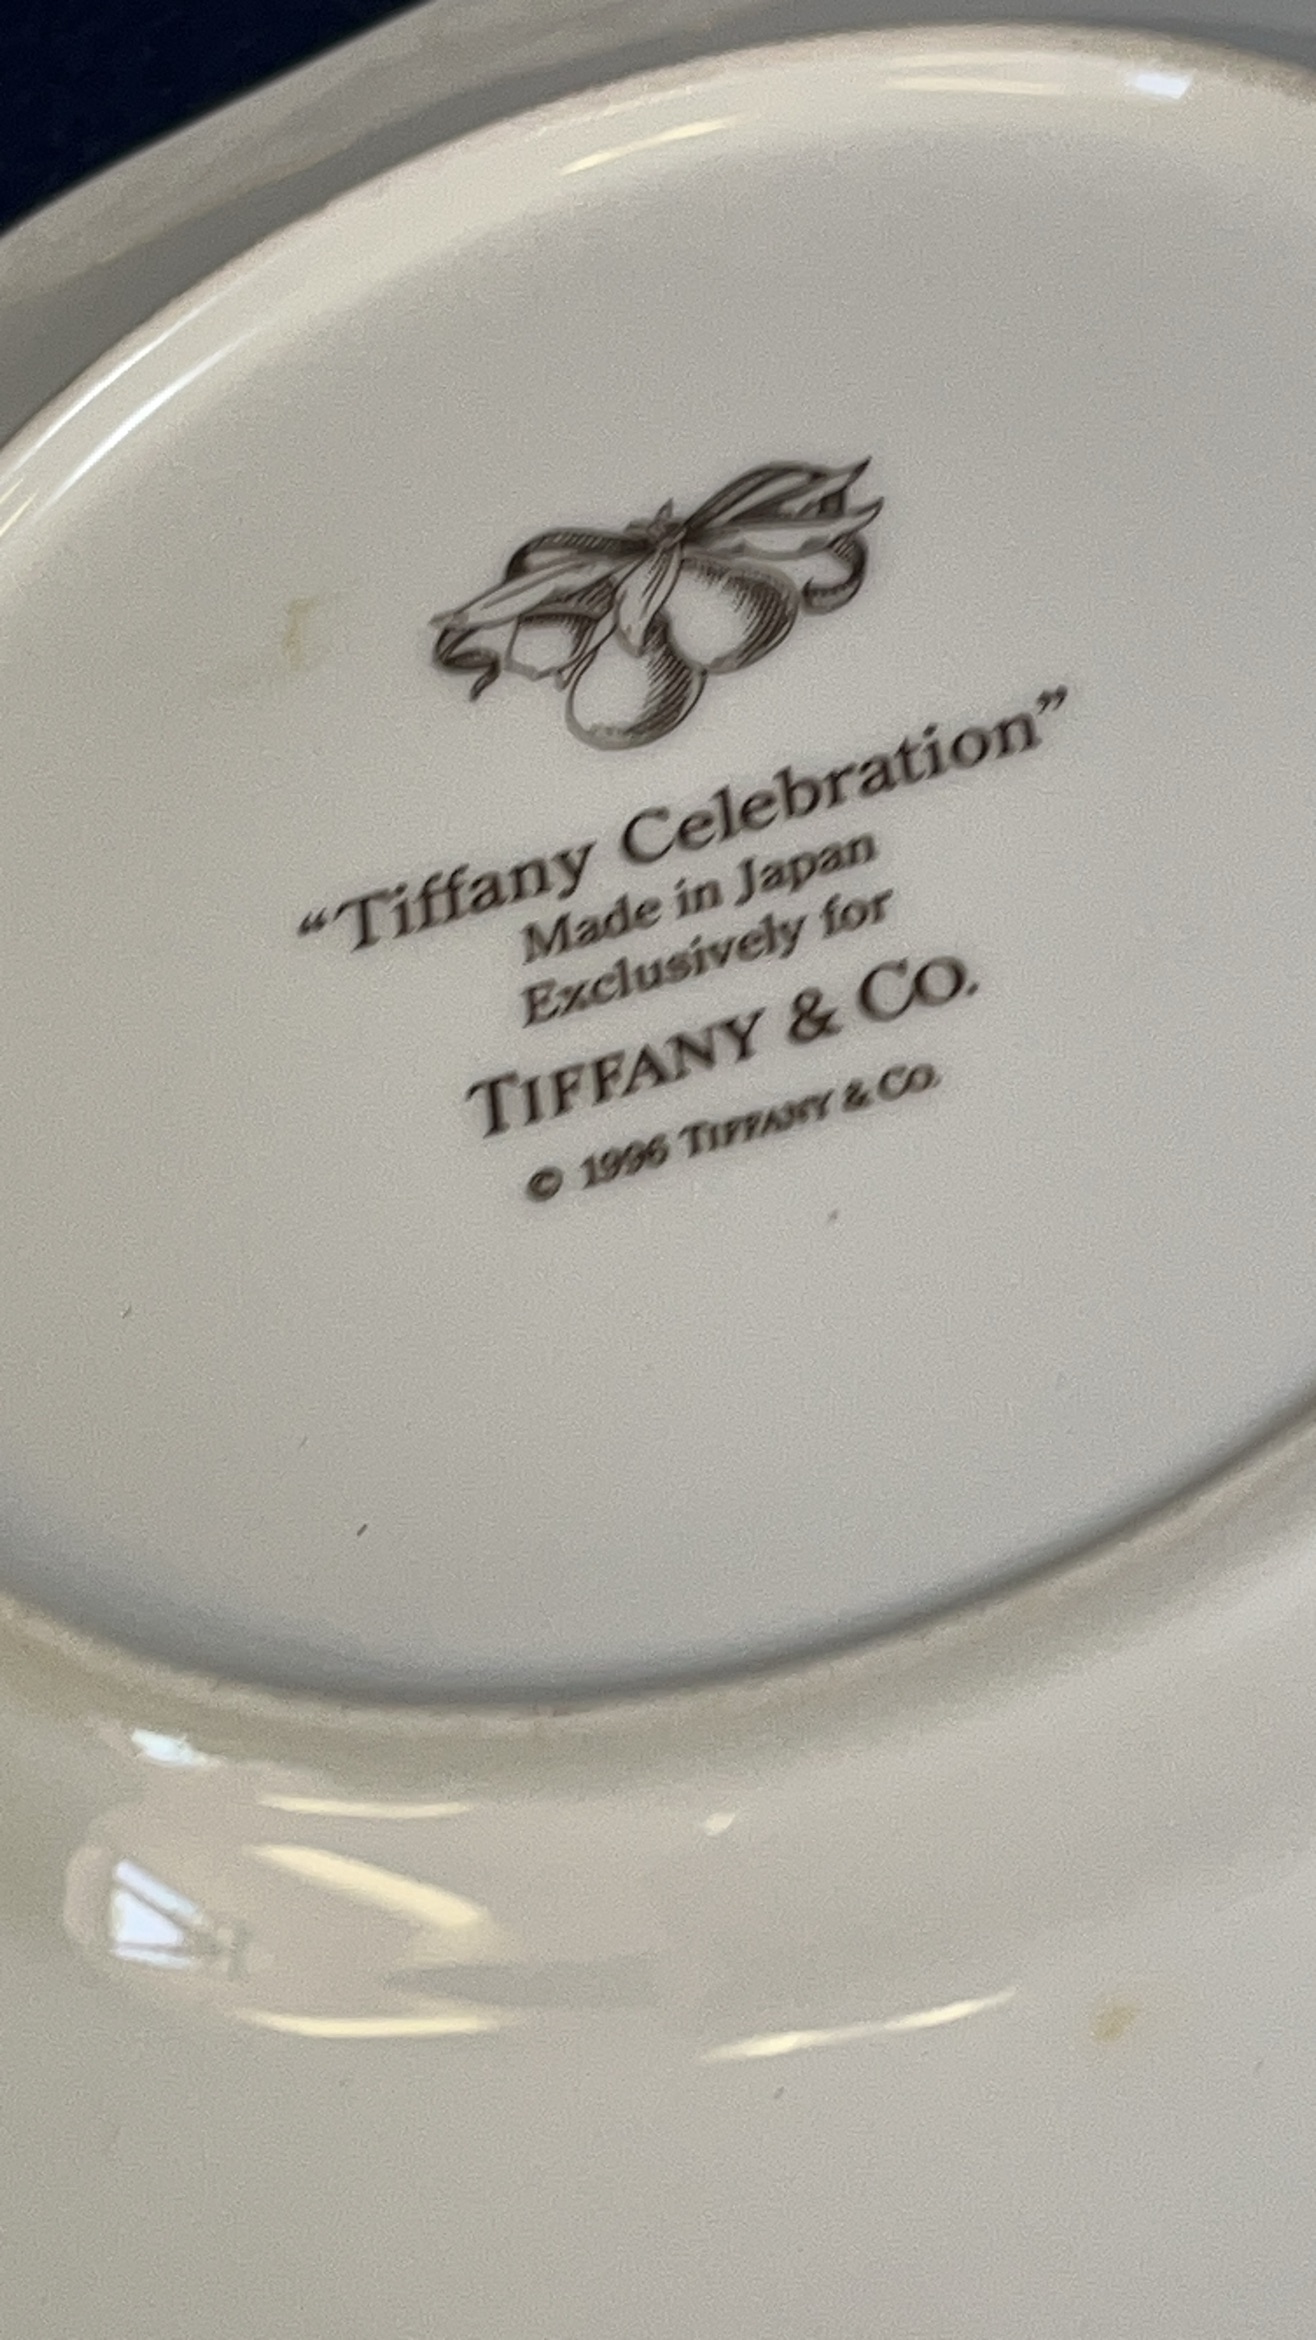 “Tiffany Celebration”
Made in Japan
Exclusively for
TIFFANY & CO.
© 1996 TIFFANY & CO.